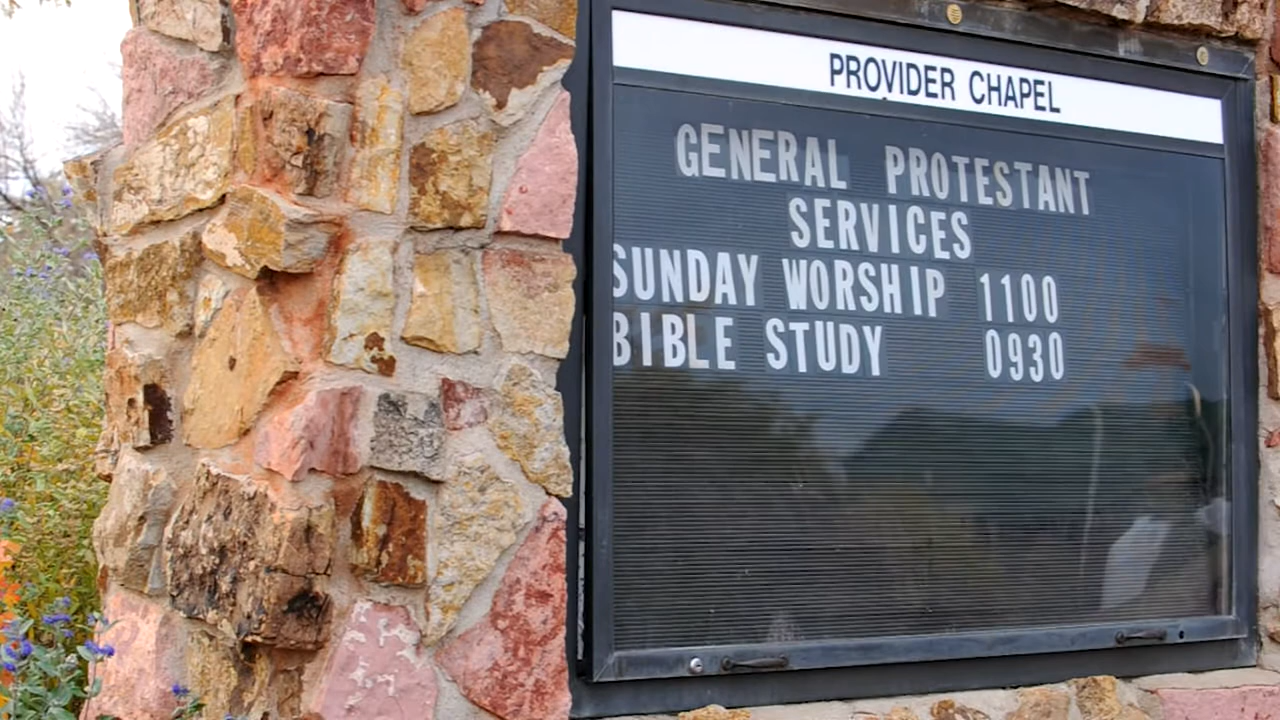 PROVIDER CHAPEL
GENERAL PROTESTANT
SERVICES
SUNDAY WORSHIP 1100
BIBLE STUDY 0930